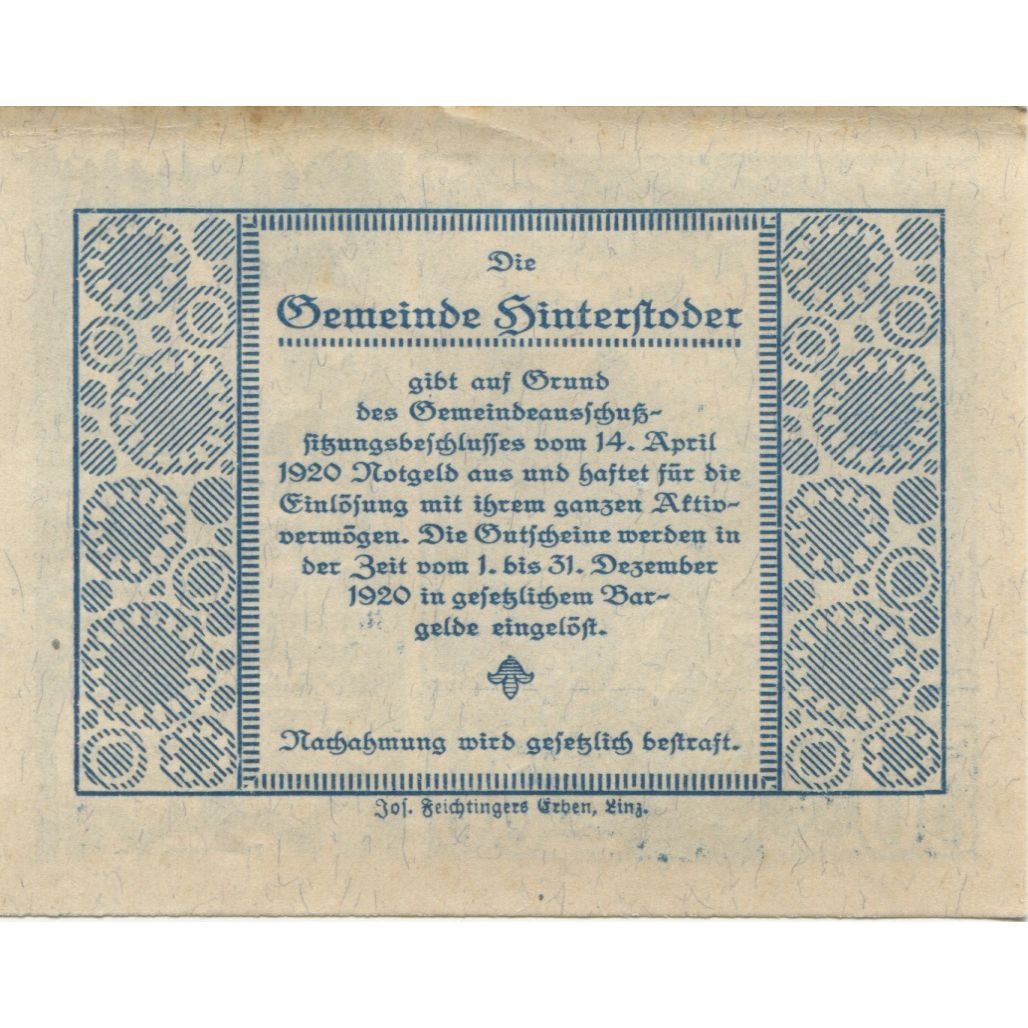 Die
Gemeinde Hinterstoder
gibt auf Grund
des Gemeindeausschuß-
sitzungsbeschlusses vom 14. April
1920 Notgeld aus und haftet für die
Einlösung mit ihrem ganzen Aktiv-
vermögen. Die Gutscheine werden in
der Zeit vom 1. bis 31. Dezember
1920 in gesetzlichem Bar-
gelde eingelöst.
Nachahmung wird gesetzlich bestraft.
Jos. Feichtingers Erben, Linz.